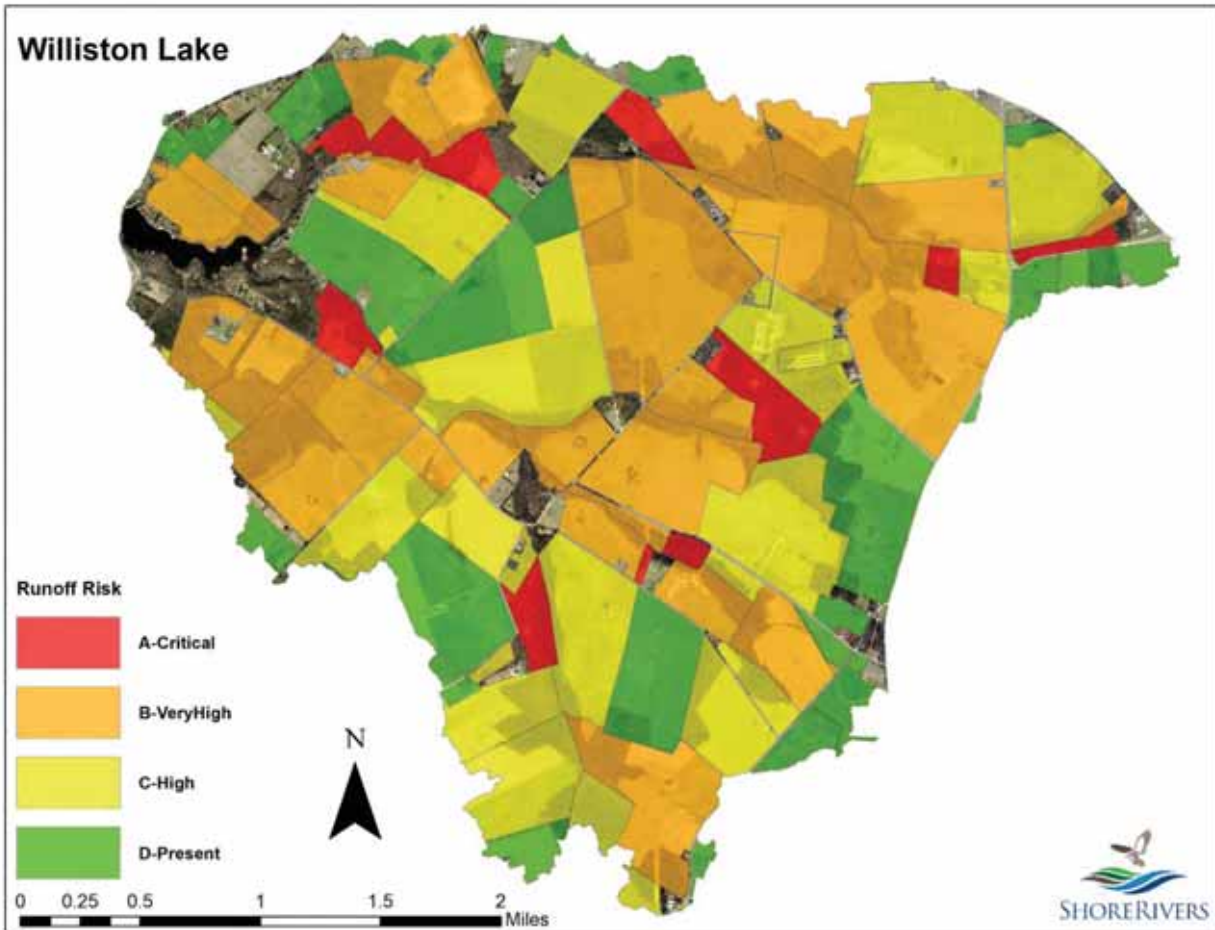 Williston Lake
Runoff Risk
A-Critical
B-VeryHigh
C-High
D-Present
N
0 0.25 0.5 1 1.5 2
Miles
SHORERIVERS